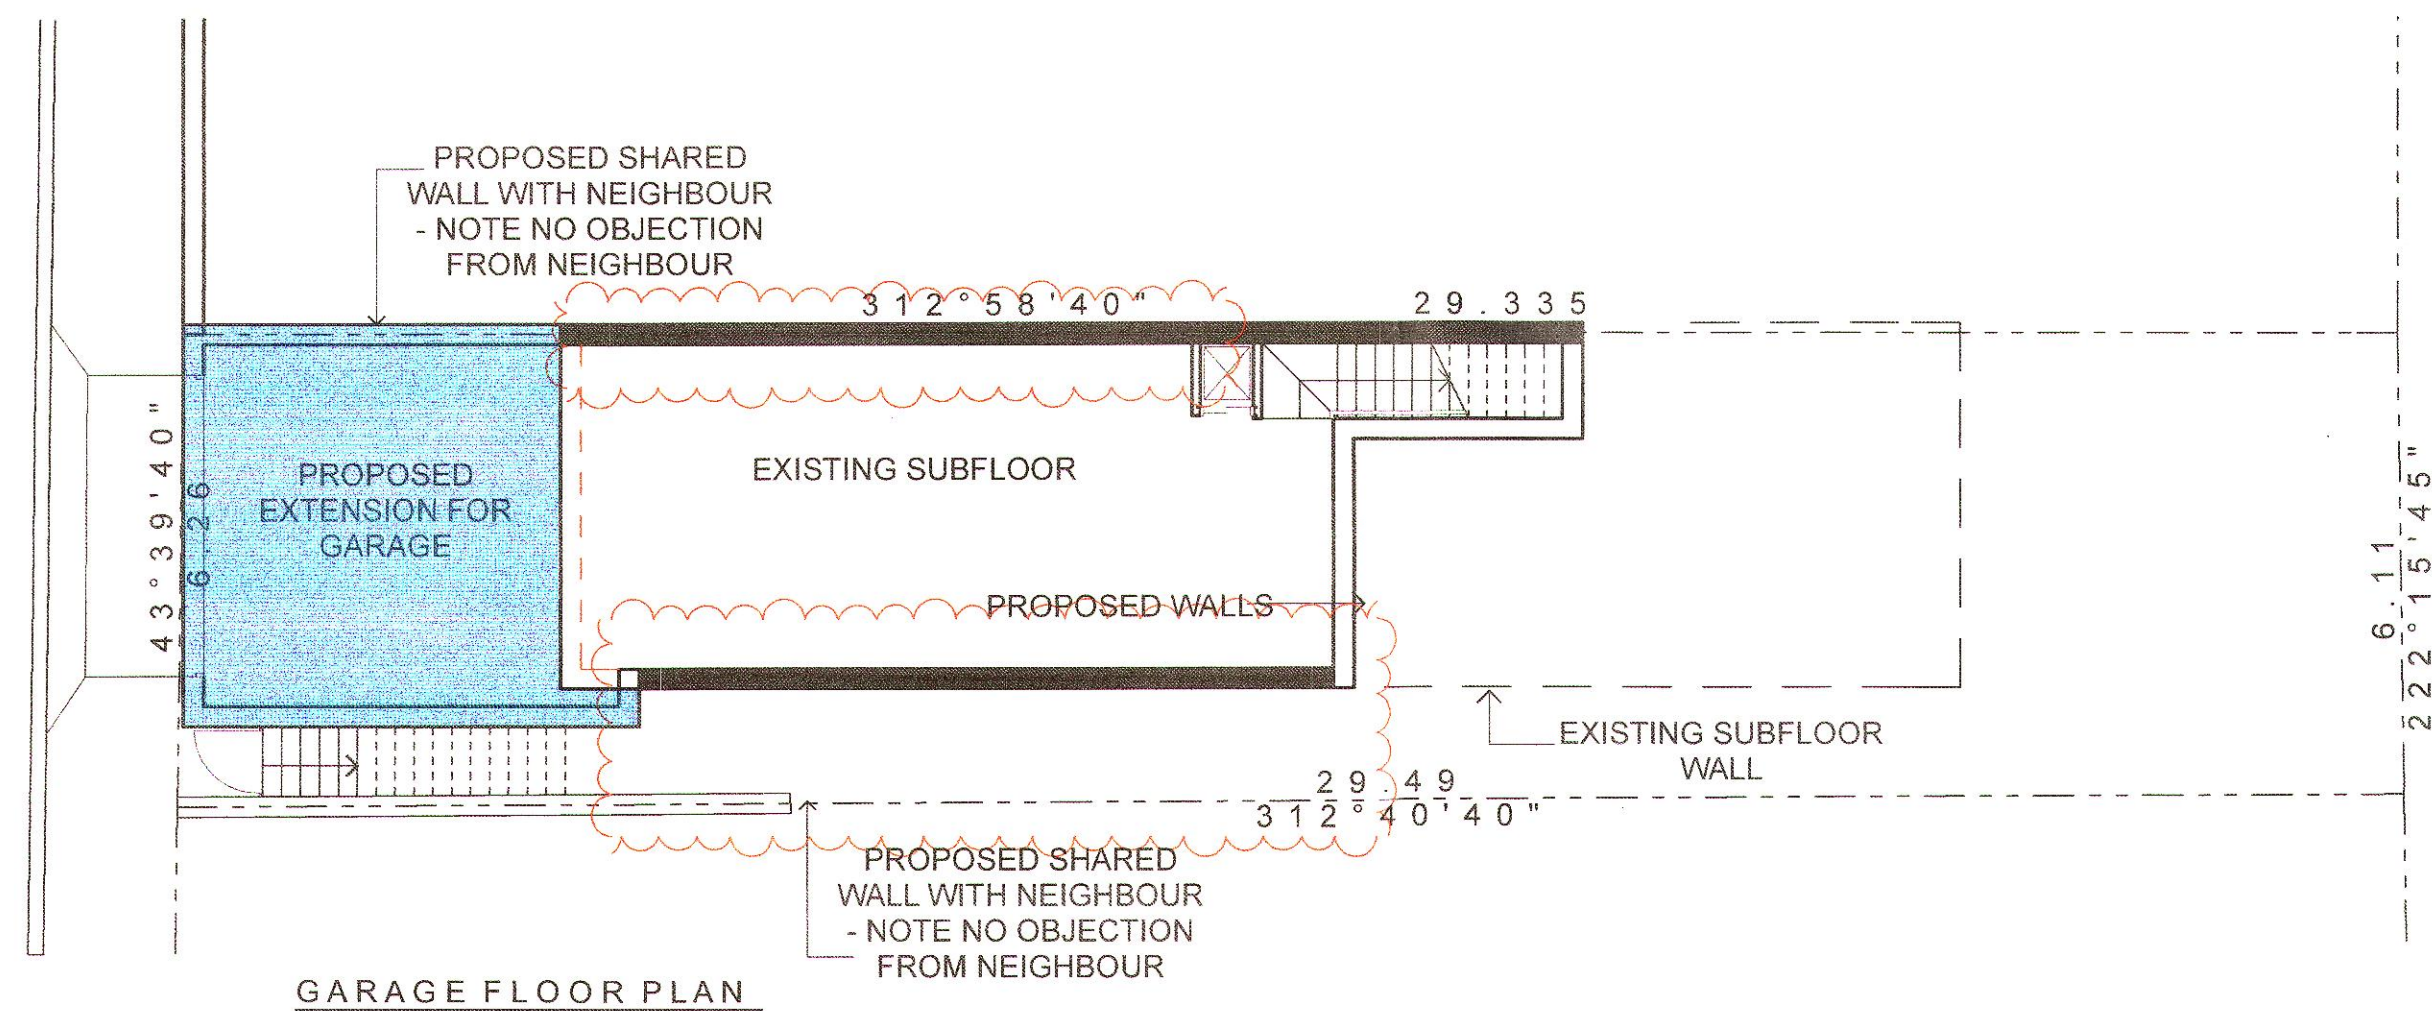 PROPOSED SHARED
WALL WITH NEIGHBOUR
- NOTE NO OBJECTION
FROM NEIGHBOUR
312°58'40"
29.335
43°39'40"
6.26
PROPOSED
EXTENSION FOR
GARAGE
EXISTING SUBFLOOR
PROPOSED WALLS
6.11
222°15'45"
EXISTING SUBFLOOR
WALL
29.49
312°40'40"
PROPOSED SHARED
WALL WITH NEIGHBOUR
- NOTE NO OBJECTION
FROM NEIGHBOUR
GARAGE FLOOR PLAN